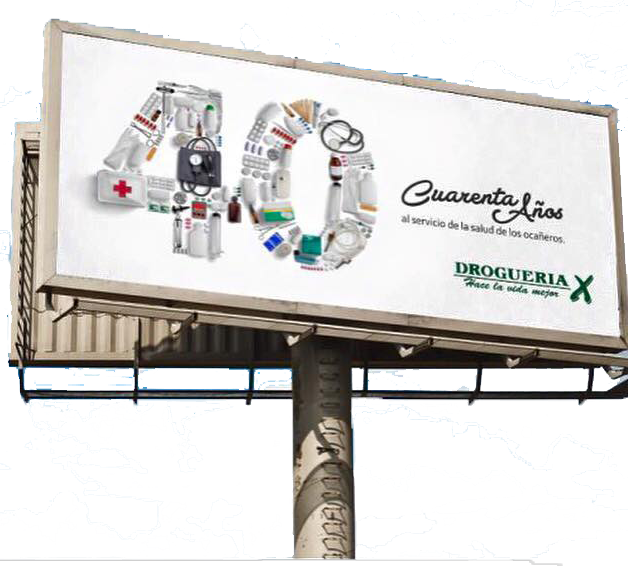 40
Cuarenta Años
al servicio de la salud de los ocañeros.
DROGUERIA X
Hace la vida mejor